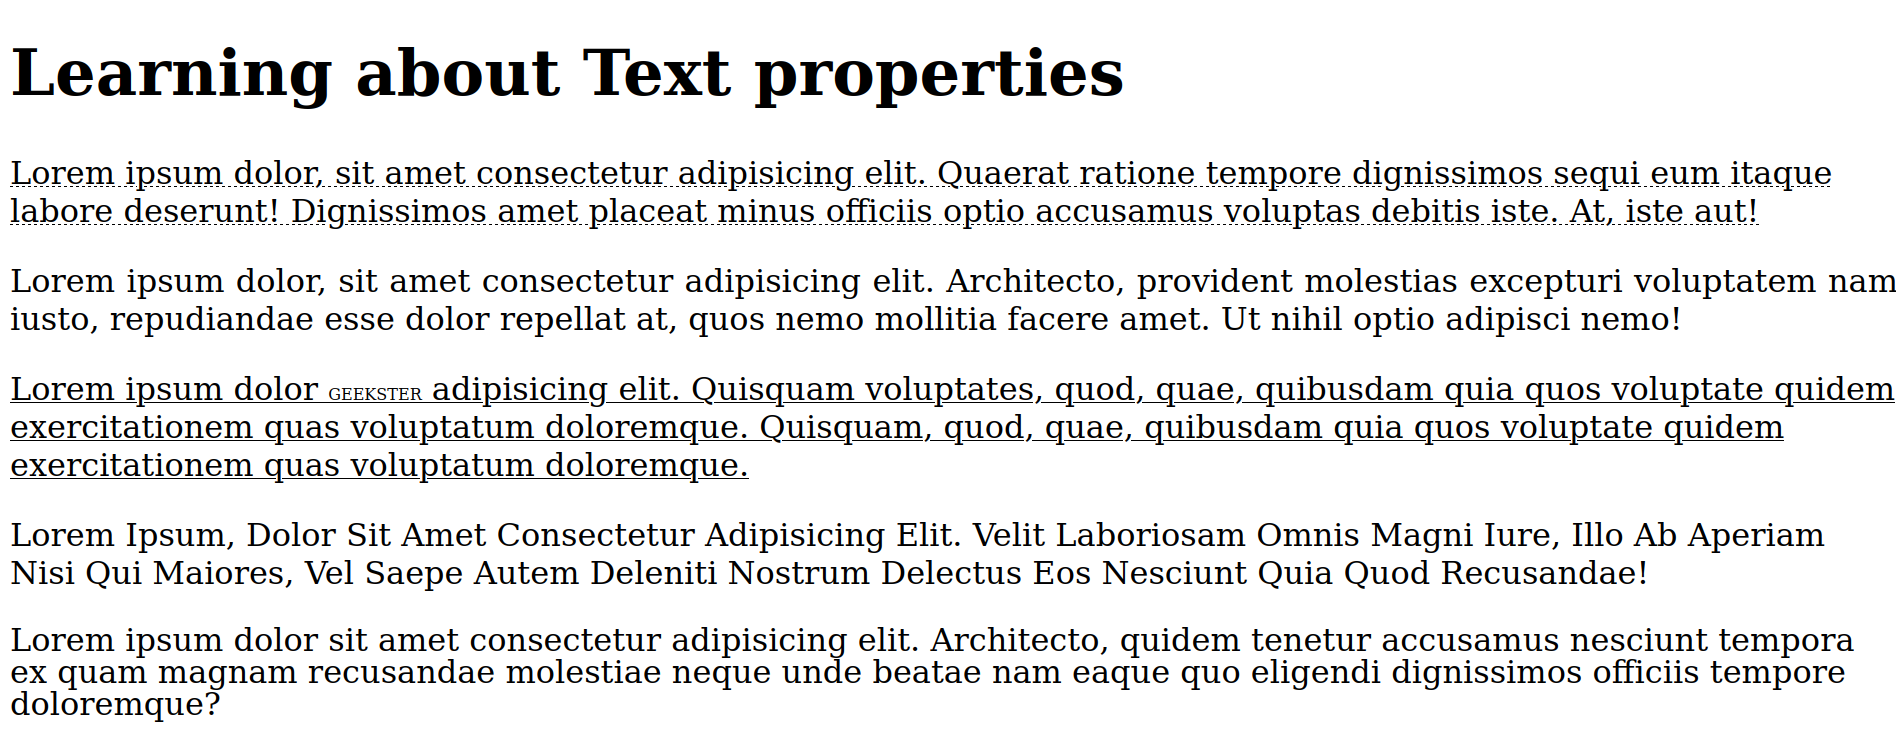 Learning about Text properties
Lorem ipsum dolor, sit amet consectetur adipisicing elit. Quaerat ratione tempore dignissimos sequi eum itaque
labore deserunt! Dignissimos amet placeat minus officiis optio accusamus voluptas debitis iste. At, iste aut!
Lorem ipsum dolor, sit amet consectetur adipisicing elit. Architecto, provident molestias excepturi voluptatem nam
iusto, repudiandae esse dolor repellat at, quos nemo mollitia facere amet. Ut nihil optio adipisci nemo!
Lorem ipsum dolor GEEKSTER adipisicing elit. Quisquam voluptates, quod, quae, quibusdam quia quos voluptate quidem
exercitationem quas voluptatum doloremque. Quisquam, quod, quae, quibusdam quia quos voluptate quidem
exercitationem quas voluptatum doloremque.
Lorem Ipsum, Dolor Sit Amet Consectetur Adipisicing Elit. Velit Laboriosam Omnis Magni Iure, Illo Ab Aperiam
Nisi Qui Maiores, Vel Saepe Autem Deleniti Nostrum Delectus Eos Nesciunt Quia Quod Recusandae!
Lorem ipsum dolor sit amet consectetur adipisicing elit. Architecto, quidem tenetur accusamus nesciunt tempora
ex quam magnam recusandae molestiae neque unde beatae nam eaque quo eligendi dignissimos officiis tempore
doloremque?